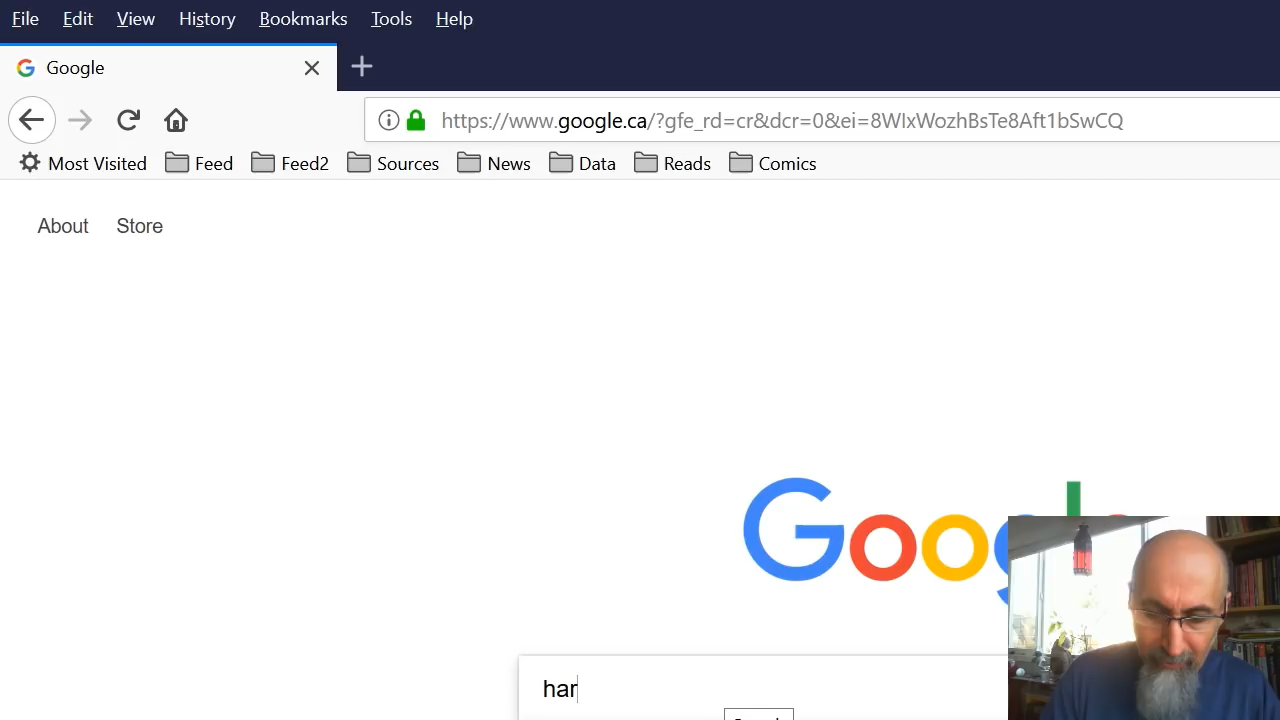 File Edit View History Bookmarks Tools Help
Google
https://www.google.ca/?gfe_rd=cr&dcr=0&ei=8WIxWozhBsTe8Aft1bSwCQ
Most Visited Feed Feed2 Sources News Data Reads Comics
About Store
Google
har